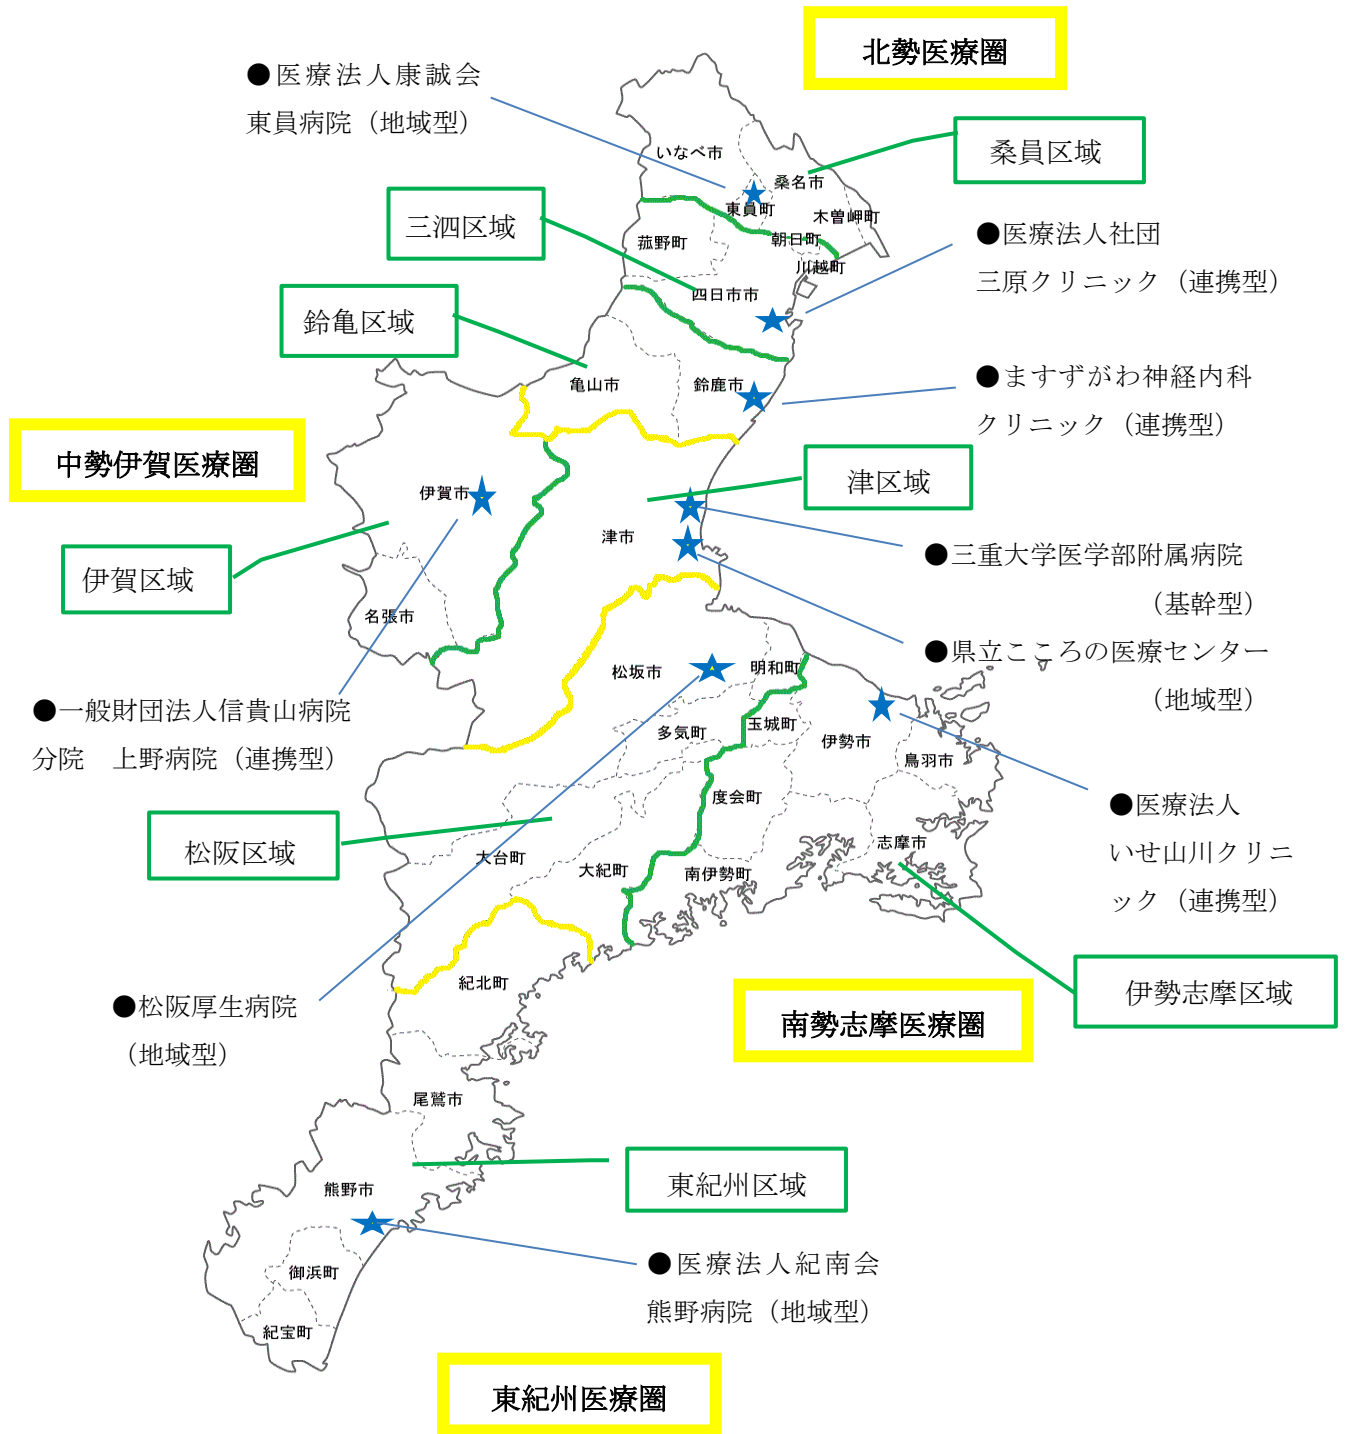 北勢医療圏
●医療法人康誠会
東員病院（地域型）
桑員区域
いなべ市
桑名市
東員町
木曽岬町
三泗区域
菰野町
朝日町
川越町
●医療法人社団
三原クリニック（連携型）
四日市市
鈴亀区域
亀山市
鈴鹿市
●ますずがわ神経内科
クリニック（連携型）
中勢伊賀医療圏
伊賀市
津区域
津市
伊賀区域
名張市
●三重大学医学部附属病院
（基幹型）
●県立こころの医療センター
（地域型）
●一般財団法人信貴山病院
分院　上野病院（連携型）
松坂市
明和町
多気町
玉城町
伊勢市
鳥羽市
度会町
●医療法人
いせ山川クリニ
ック（連携型）
松阪区域
大台町
大紀町
南伊勢町
志摩市
伊勢志摩区域
●松阪厚生病院
（地域型）
紀北町
南勢志摩医療圏
尾鷲市
東紀州区域
熊野市
●医療法人紀南会
熊野病院（地域型）
御浜町
紀宝町
東紀州医療圏